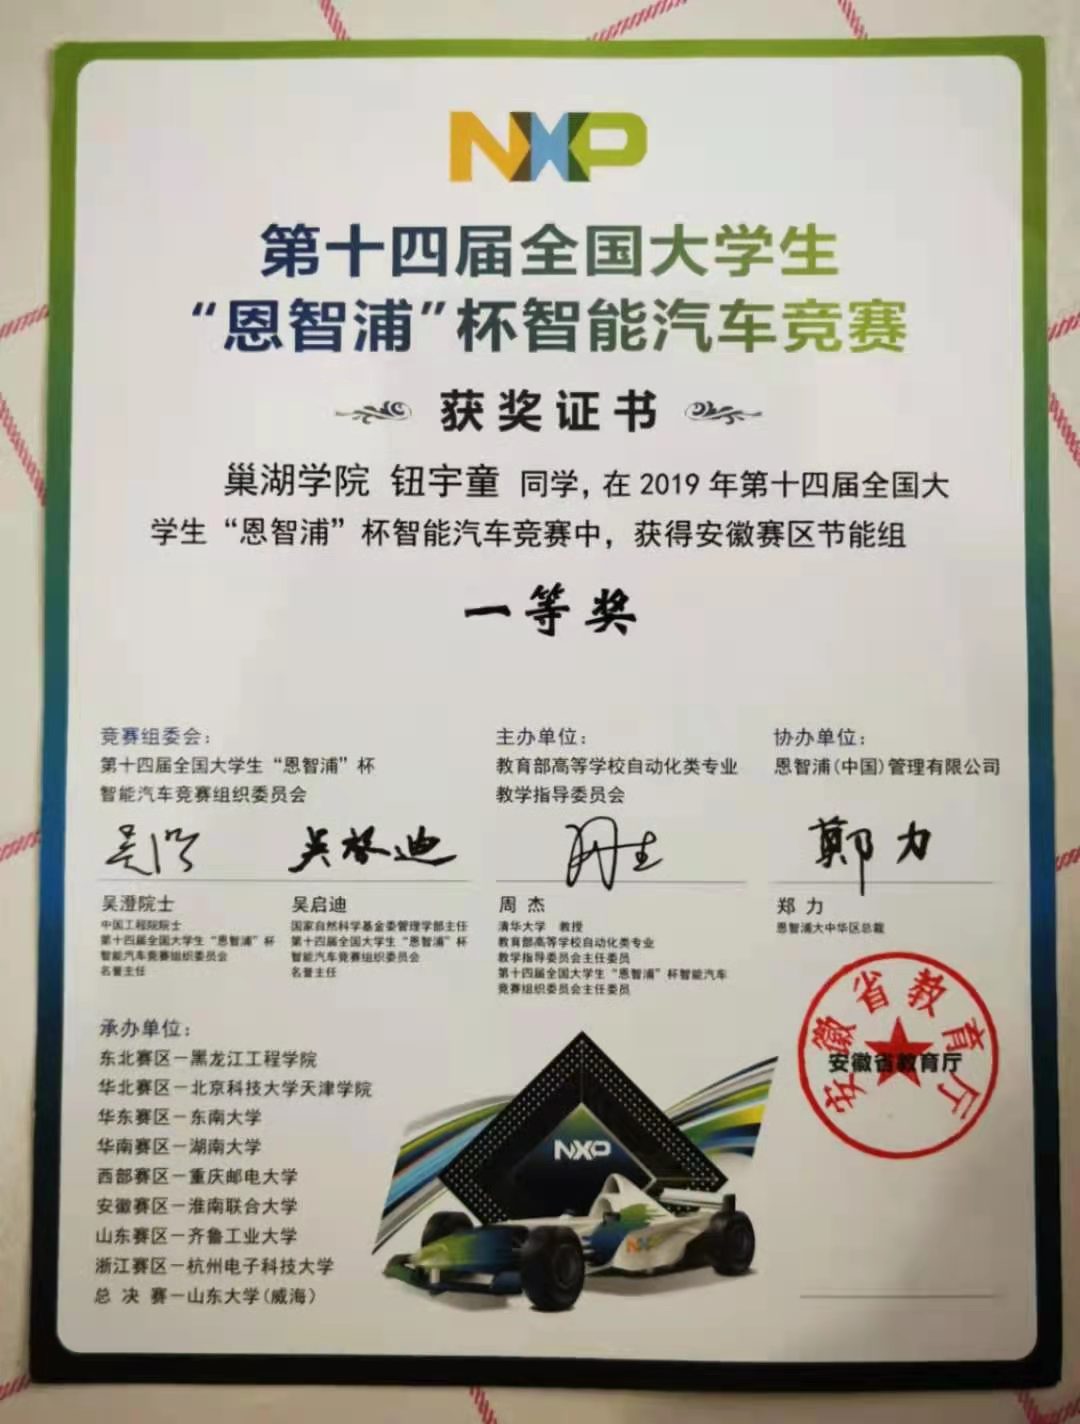 NXP
第十四届全国大学生
“恩智浦”杯智能汽车竞赛
获奖证书
巢湖学院 钮宇童 同学，在 2019 年第十四届全国大
学生“恩智浦”杯智能汽车竞赛中，获得安徽赛区节能组
一等奖
竞赛组委会：
第十四届全国大学生“恩智浦”杯
智能汽车竞赛组织委员会
吴澄
吴启迪
吴澄院士
中国工程院院士
第十四届全国大学生“恩智浦”杯
智能汽车竞赛组织委员会
名誉主任
吴启迪
国家自然科学基金委管理学部主任
第十四届全国大学生“恩智浦”杯
智能汽车竞赛组织委员会
名誉主任
主办单位：
教育部高等学校自动化类专业
教学指导委员会
周 杰
清华大学 教授
教育部高等学校自动化类专业
教学指导委员会主任委员
第十四届全国大学生“恩智浦”杯智能汽车
竞赛组织委员会主任委员
协办单位：
恩智浦(中国)管理有限公司
郑力
郑 力
恩智浦大中华区总裁
承办单位：
东北赛区－黑龙江工程学院
华北赛区－北京科技大学天津学院
华东赛区－东南大学
华南赛区－湖南大学
西部赛区－重庆邮电大学
安徽赛区－淮南联合大学
山东赛区－齐鲁工业大学
浙江赛区－杭州电子科技大学
总 决 赛－山东大学(威海)
NXP
NXP
安徽省教育厅
安徽省教育厅